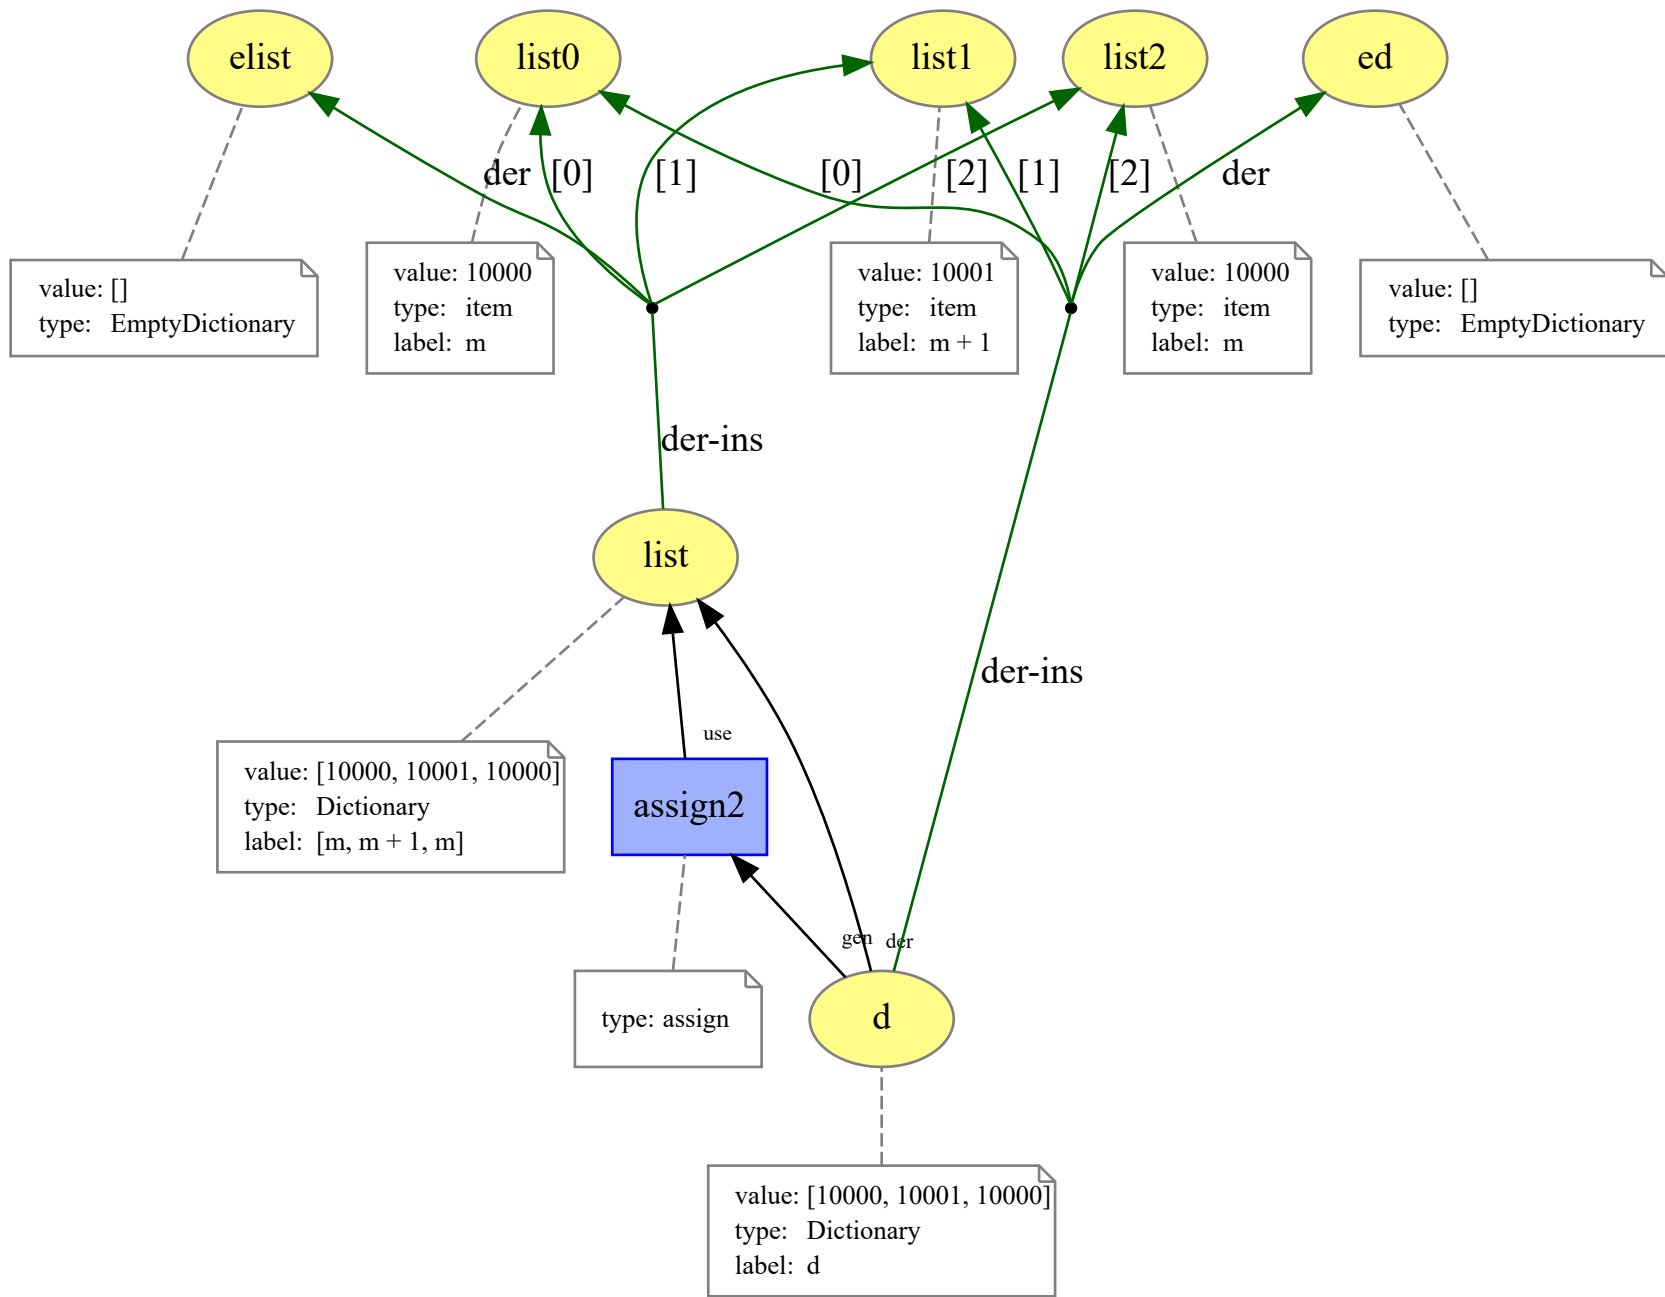 elist
list0
list1
list2
ed
der
[0]
[1]
[0]
[2]
[1]
[2]
der
value: []
type: EmptyDictionary
value: 10000
type: item
label: m
value: 10001
type: item
label: m + 1
value: 10000
type: item
label: m
value: []
type: EmptyDictionary
der-ins
list
der-ins
use
value: [10000, 10001, 10000]
type: Dictionary
label: [m, m + 1, m]
assign2
gen
der
type: assign
d
value: [10000, 10001, 10000]
type: Dictionary
label: d